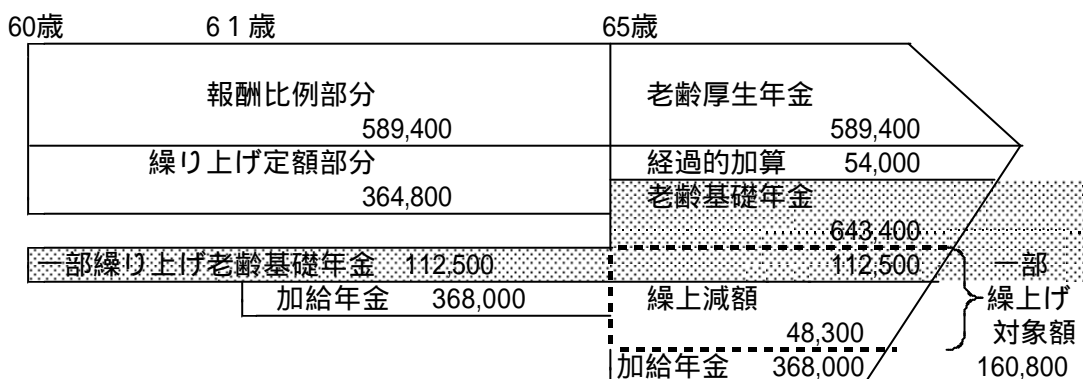 60歳 61歳 65歳
報酬比例部分 老齢厚生年金
589,400 589,400
繰り上げ定額部分 経過的加算 54,000
364,800 老齢基礎年金
643,400
一部繰り上げ老齢基礎年金 112,500 112,500 一部
加給年金 368,000 繰上減額 繰上げ
48,300 対象額
加給年金 368,000 160,800